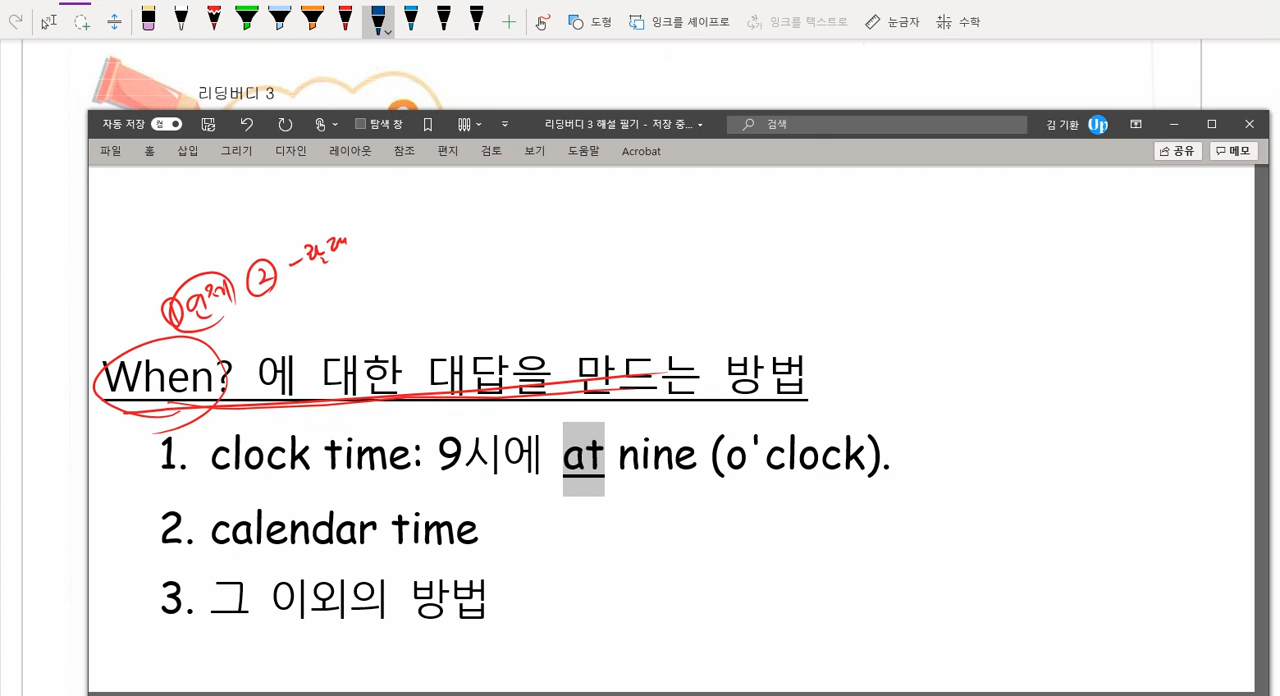 도형 잉크를 셰이프로 잉크를 텍스트로 눈금자 수학
리딩버디 3
자동 저장 컴 탐색 창 리딩버디 3 해설 필기 - 저장 중... 검색 김 기환 Up
파일 홈 삽입 그리기 디자인 레이아웃 참조 편지 검토 보기 도움말 Acrobat 공유 메모
① 언제 ②
When? 에 대한 대답을 만드는 방법
1. clock time: 9시에 at nine (o'clock).
2. calendar time
3. 그 이외의 방법